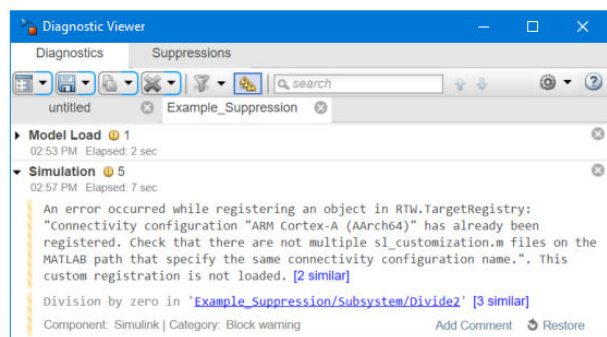 Diagnostic Viewer
Diagnostics Suppressions
search
untitled Example_Suppression
Model Load 1
02:53 PM Elapsed: 2 sec
Simulation 5
02:57 PM Elapsed: 7 sec
An error occurred while registering an object in RTW.TargetRegistry:
"Connectivity configuration "ARM Cortex-A (AArch64)" has already been
registered. Check that there are not multiple sl_customization.m files on the
MATLAB path that specify the same connectivity configuration name.". This
custom registration is not loaded. [2 similar]
Division by zero in 'Example_Suppression/Subsystem/Divide2' [3 similar]
Component: Simulink | Category: Block warning Add Comment Restore